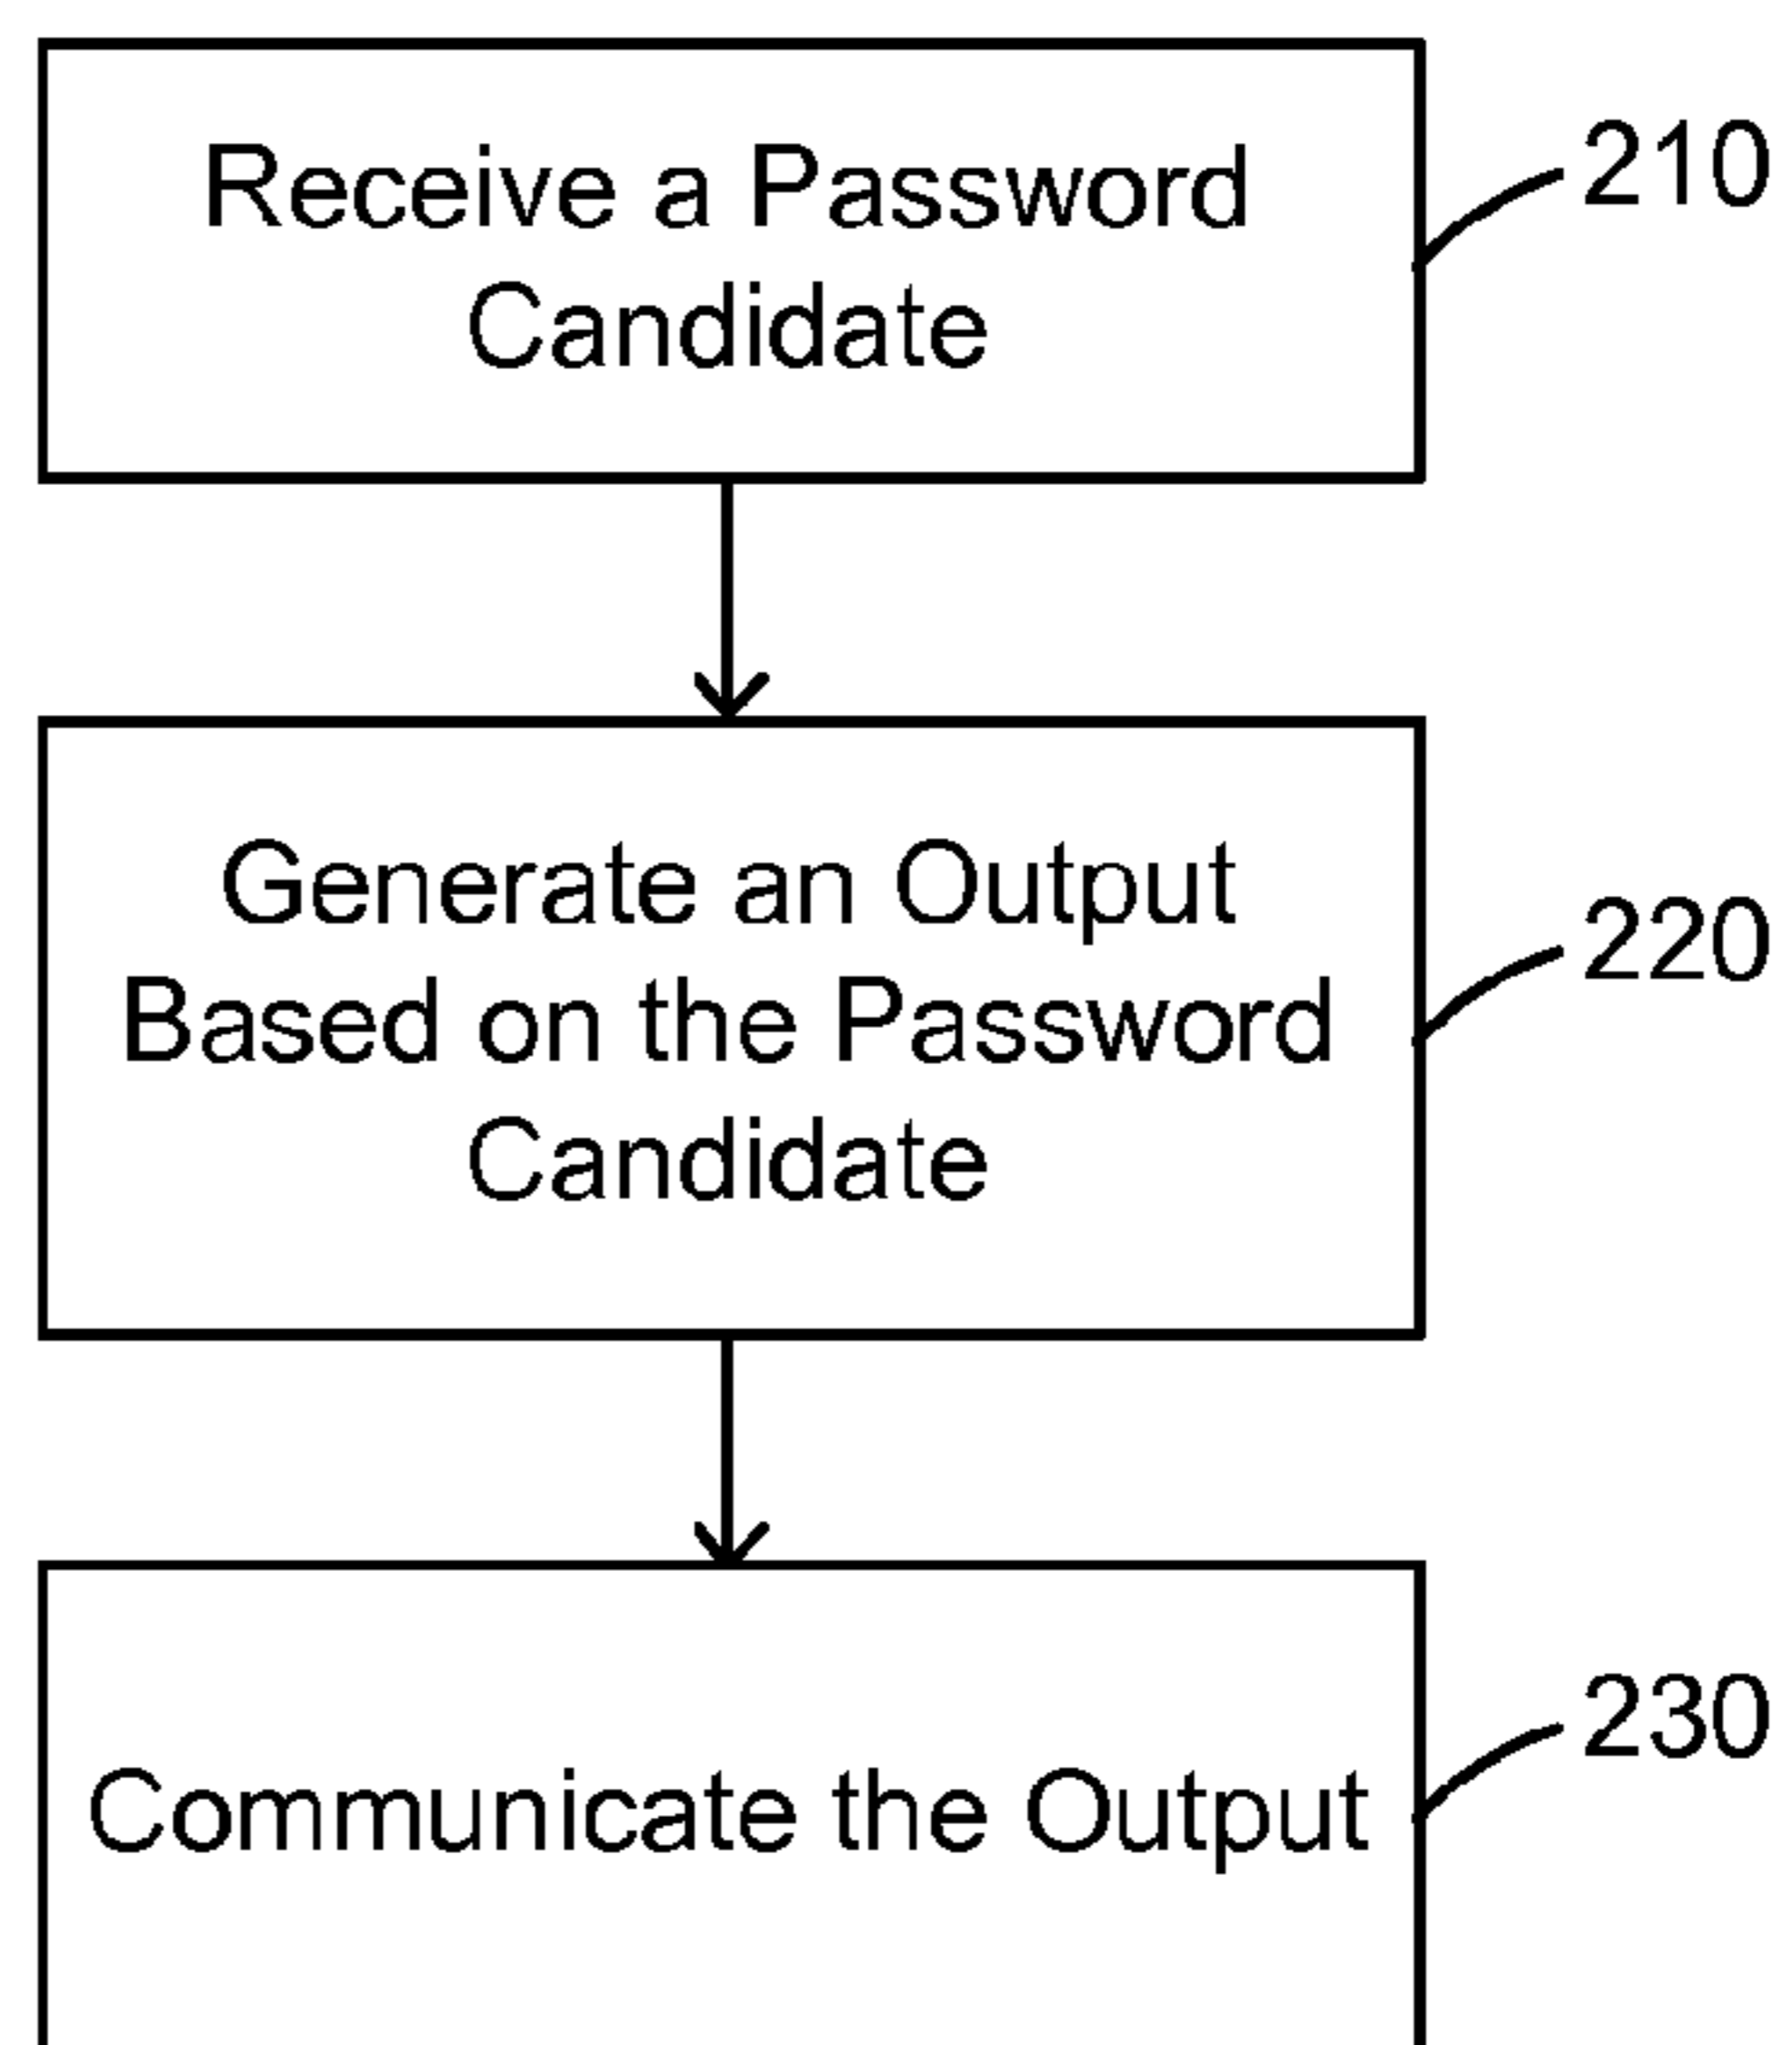 Receive a Password
Candidate
210
Generate an Output
Based on the Password
Candidate
220
Communicate the Output
230